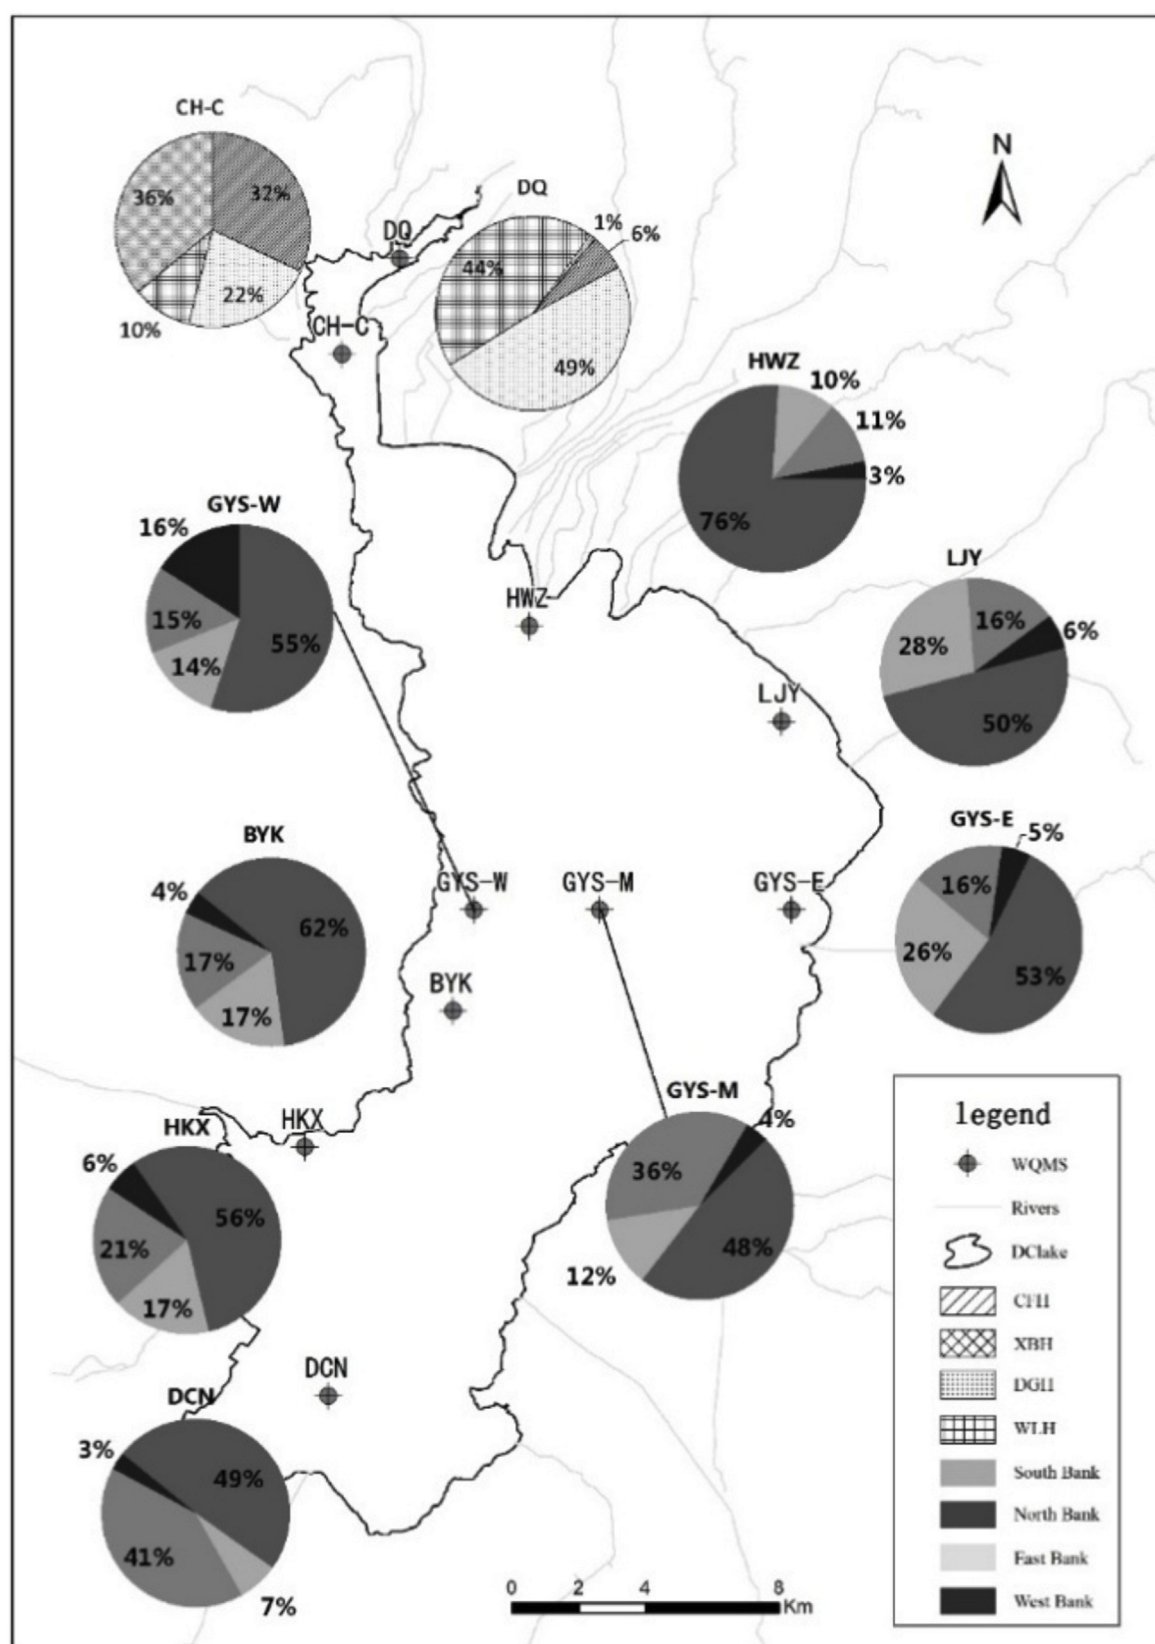 CH-C
36%
32%
22%
10%
DQ
DQ
1%
6%
44%
49%
N
CH-C
HWZ
10%
11%
3%
76%
GYS-W
16%
15%
14%
55%
HWZ
LJY
16%
6%
28%
50%
LJY
GYS-E
5%
16%
26%
53%
BYK
4%
62%
17%
17%
GYS-W
GYS-M
GYS-E
BYK
GYS-M
4%
36%
48%
12%
HKX
HKX
6%
56%
21%
17%
DCN
DCN
3%
49%
41%
7%
legend
WQMS
Rivers
DClake
CFH
XBH
DGH
WLH
South Bank
North Bank
East Bank
West Bank
0 2 4 8
Km